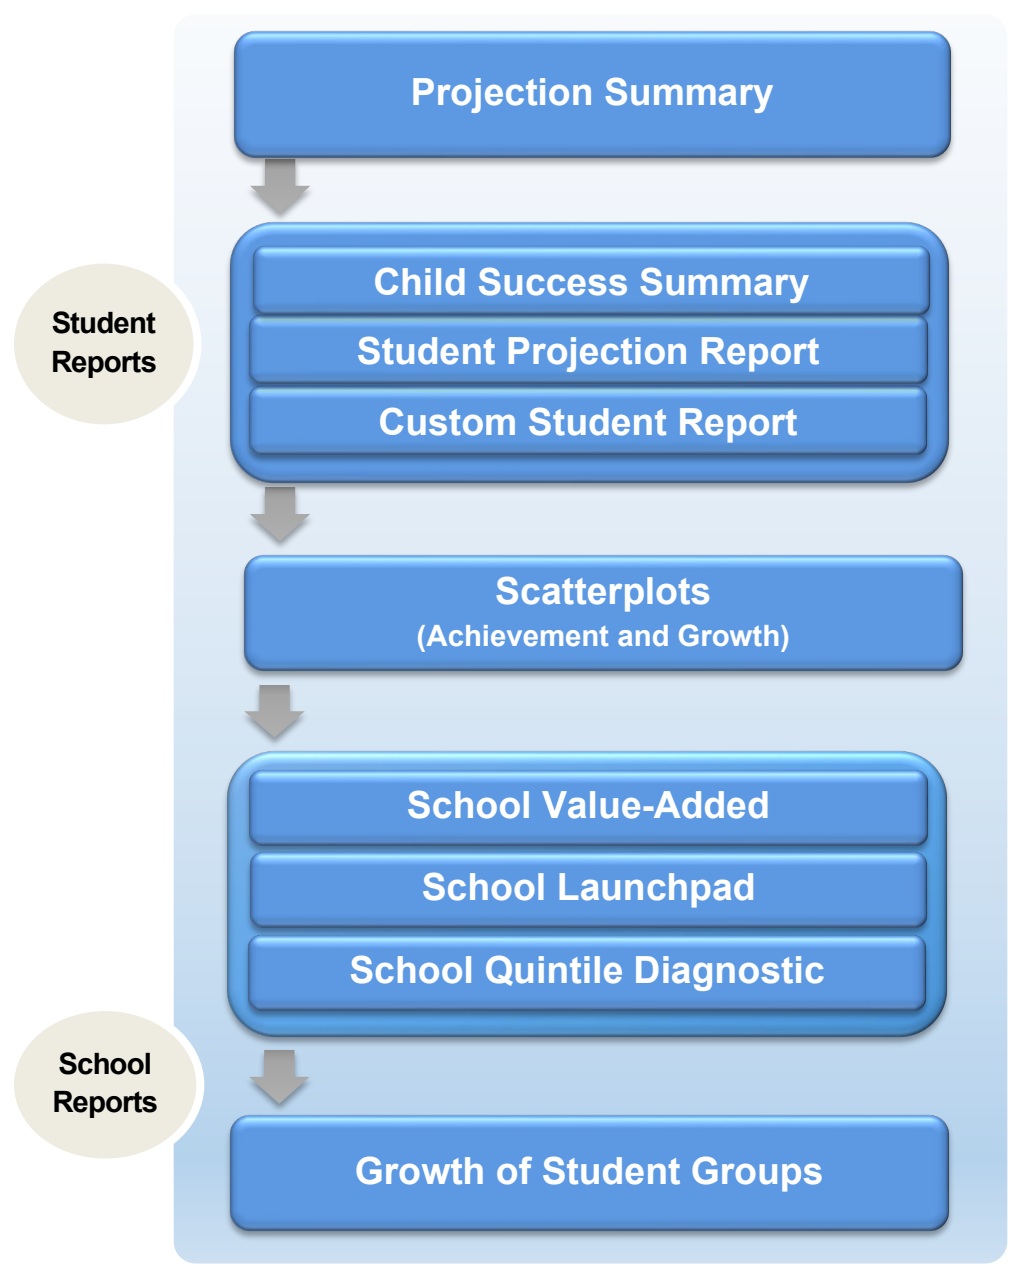 Projection Summary
Child Success Summary
Student
Reports
Student Projection Report
Custom Student Report
Scatterplots
(Achievement and Growth)
School Value-Added
School Launchpad
School Quintile Diagnostic
School
Reports
Growth of Student Groups